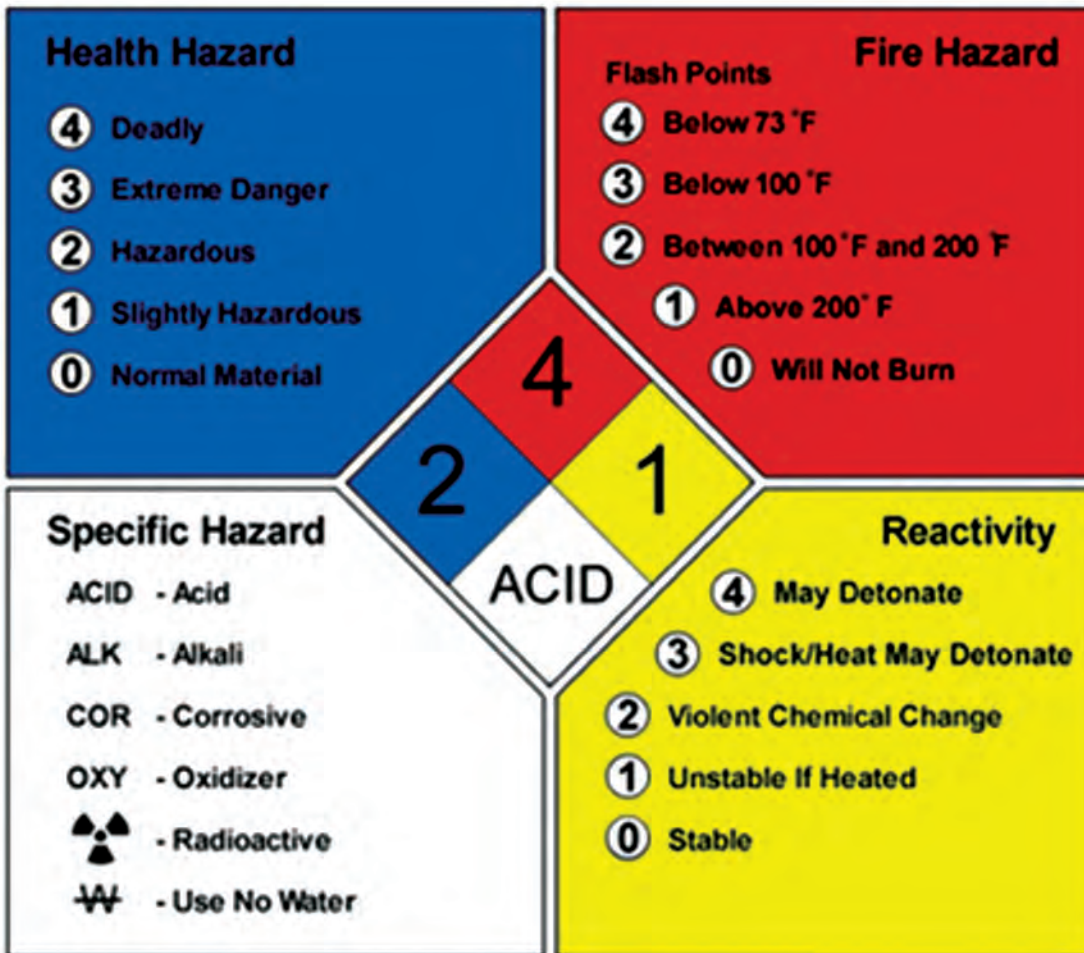 Health Hazard
4 Deadly
3 Extreme Danger
2 Hazardous
1 Slightly Hazardous
0 Normal Material
Fire Hazard
Flash Points
4 Below 73 °F
3 Below 100 °F
2 Between 100 °F and 200 °F
1 Above 200° F
0 Will Not Burn
4
2
1
ACID
Specific Hazard
ACID - Acid
ALK - Alkali
COR - Corrosive
OXY - Oxidizer
- Radioactive
W - Use No Water
Reactivity
4 May Detonate
3 Shock/Heat May Detonate
2 Violent Chemical Change
1 Unstable If Heated
0 Stable